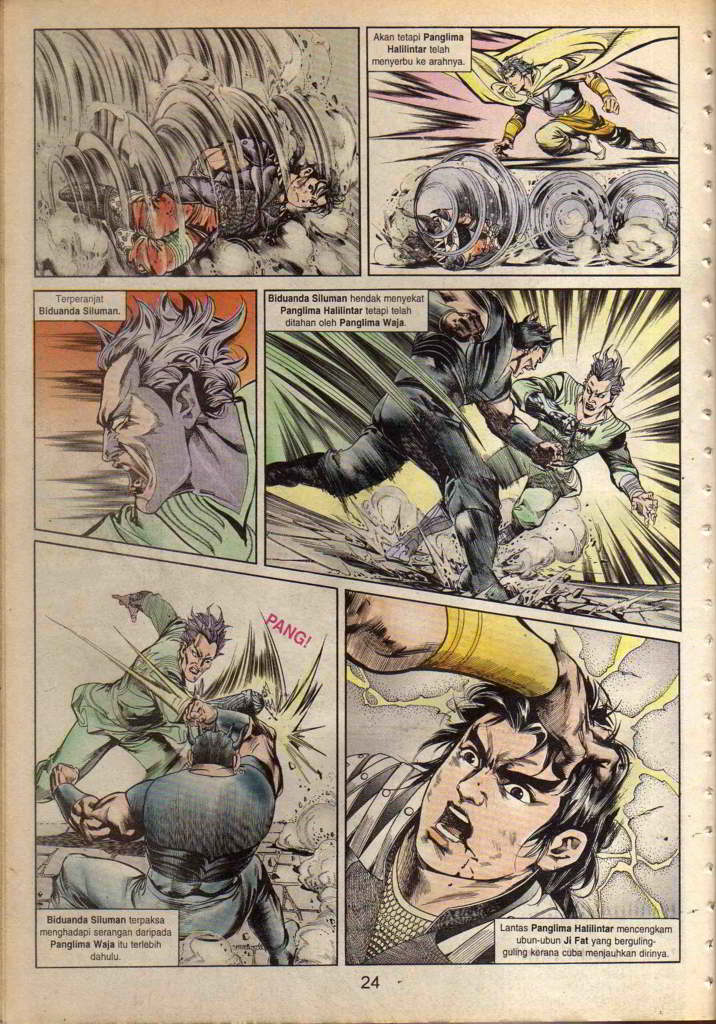 Akan tetapi Panglima
Halilintar telah
menyerbu ke arahnya.
Terperanjat
Biduanda Siluman.
Biduanda Siluman hendak menyekat
Panglima Halilintar tetapi telah
ditahan oleh Panglima Waja.
PANG!
Biduanda Siluman terpaksa
menghadapi serangan daripada
Panglima Waja itu terlebih
dahulu.
Lantas Panglima Halilintar mencengkam
ubun-ubun Ji Fat yang berguling-
guling kerana cuba menjauhkan dirinya.
24